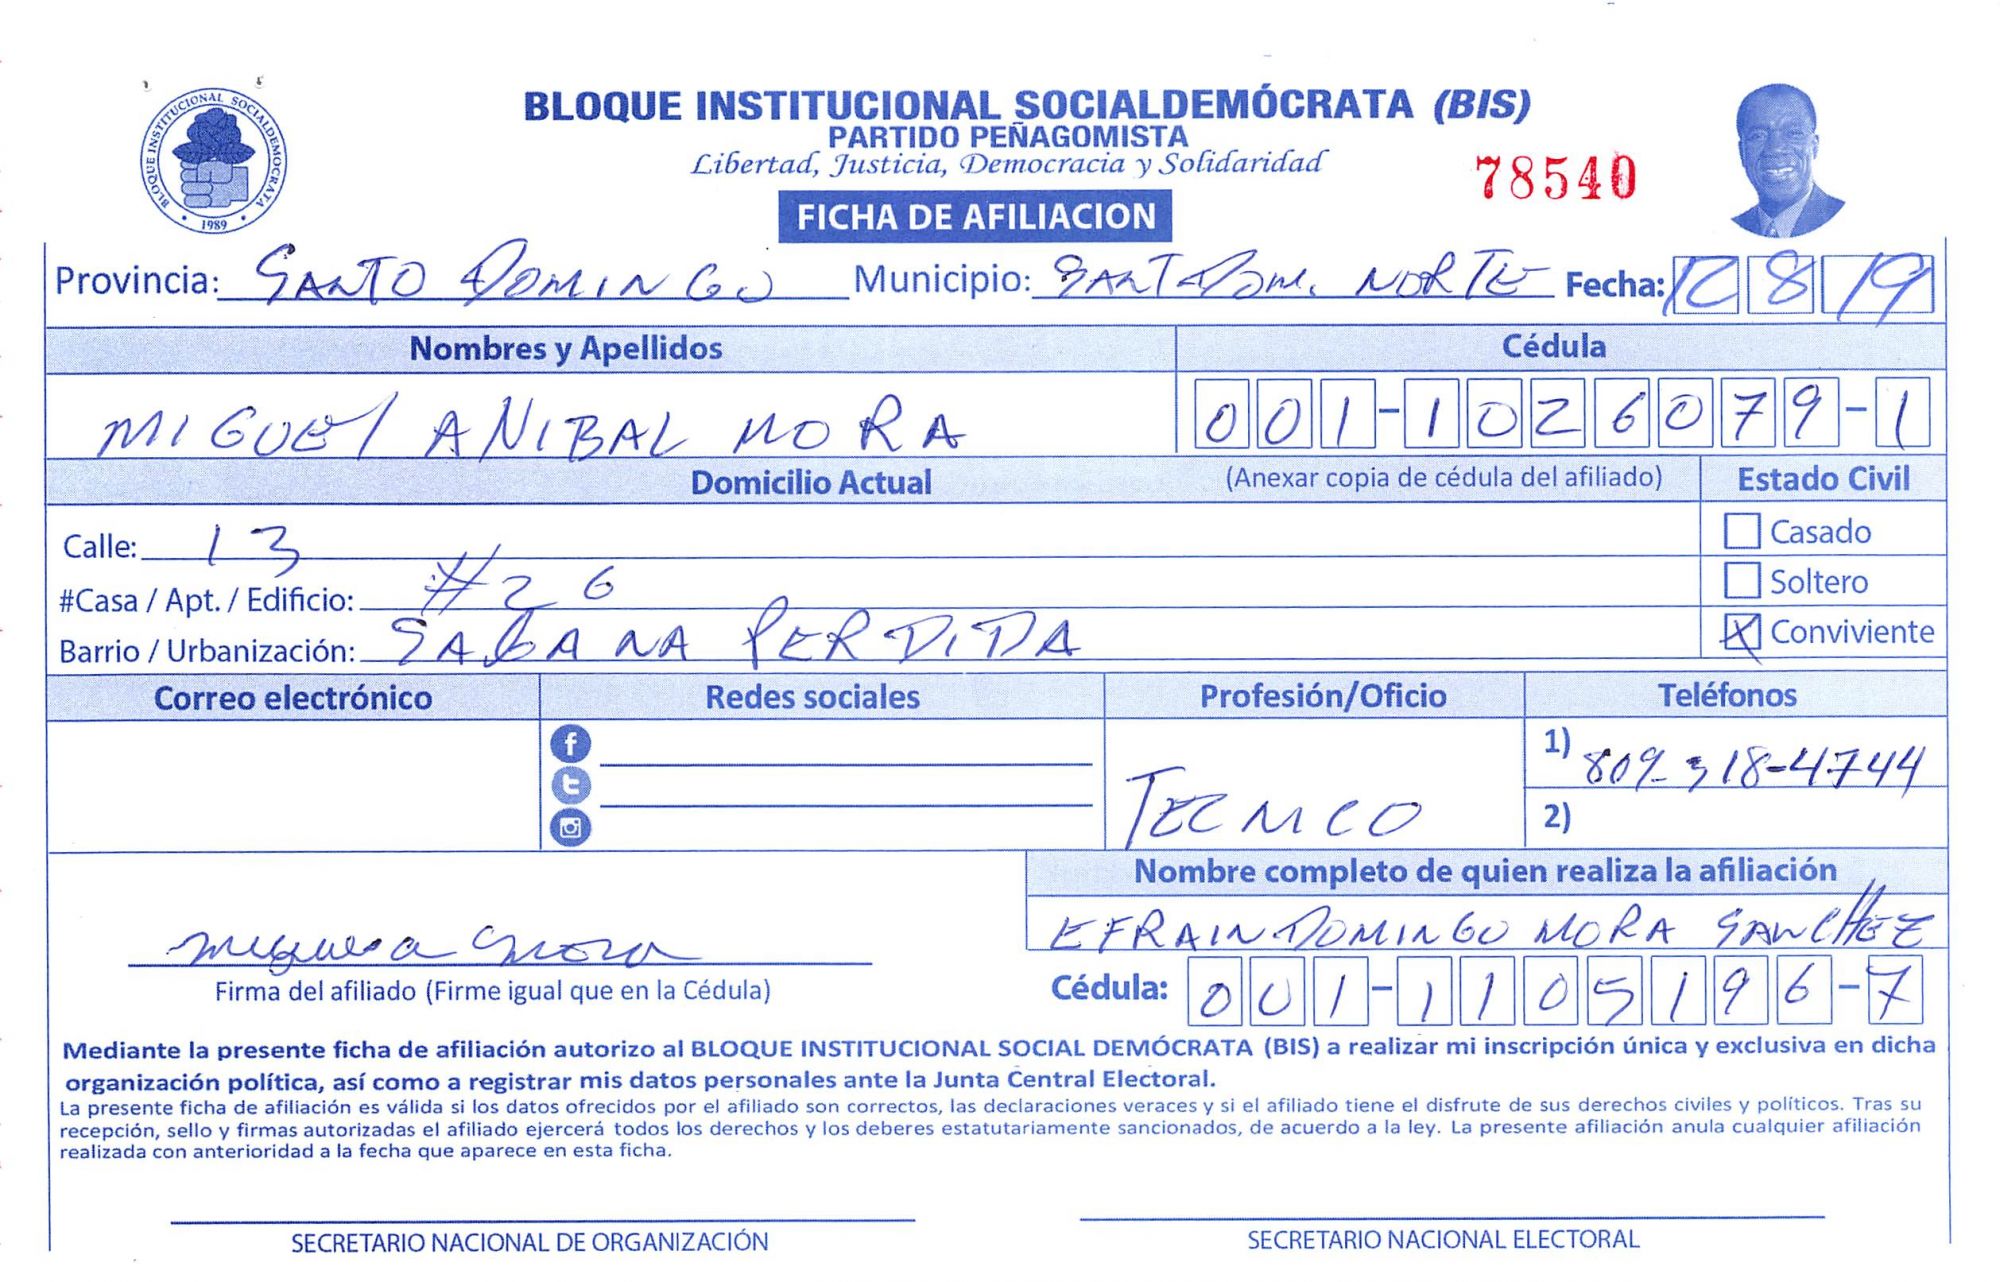 BLOQUE INSTITUCIONAL SOCIALDEMÓCRATA (BIS)
PARTIDO PEÑAGOMISTA
Libertad, Justicia, Democracia y Solidaridad
78540
FICHA DE AFILIACION
BLOQUE INSTITUCIONAL SOCIALDEMOCRATA
1989
Provincia: SANTO DOMINGO Municipio: SANTO DOM. NORTE Fecha: 12 8 19
Nombres y Apellidos Cédula
MIGUEl ANIBAL MORA 001-1026079-1
Domicilio Actual (Anexar copia de cédula del afiliado) Estado Civil
Calle: 13 Casado
#Casa / Apt. / Edificio: #26 Soltero
Barrio / Urbanización: SABANA PERDIDA X Conviviente
Correo electrónico Redes sociales Profesión/Oficio Teléfonos
1) 809-318-4744
TECNICO
2)
Nombre completo de quien realiza la afiliación
EFRAIN DOMINGO MORA SANCHEZ
Firma del afiliado (Firme igual que en la Cédula) Cédula: 001-1105196-7
Mediante la presente ficha de afiliación autorizo al BLOQUE INSTITUCIONAL SOCIAL DEMÓCRATA (BIS) a realizar mi inscripción única y exclusiva en dicha
organización política, así como a registrar mis datos personales ante la Junta Central Electoral.
La presente ficha de afiliación es válida si los datos ofrecidos por el afiliado son correctos, las declaraciones veraces y si el afiliado tiene el disfrute de sus derechos civiles y políticos. Tras su
recepción, sello y firmas autorizadas el afiliado ejercerá todos los derechos y los deberes estatutariamente sancionados, de acuerdo a la ley. La presente afiliación anula cualquier afiliación
realizada con anterioridad a la fecha que aparece en esta ficha.
SECRETARIO NACIONAL DE ORGANIZACIÓN SECRETARIO NACIONAL ELECTORAL